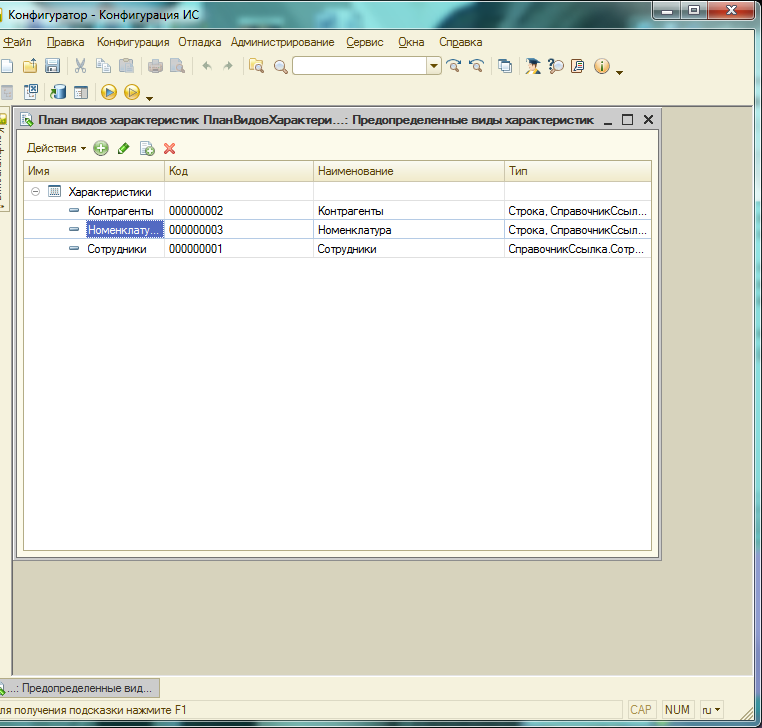 Конфигуратор - Конфигурация ИС
Файл Правка Конфигурация Отладка Администрирование Сервис Окна Справка
План видов характеристик ПланВидовХарактери...: Предопределенные виды характеристик
Действия
Имя Код Наименование Тип
Характеристики
Контрагенты 000000002 Контрагенты Строка, СправочникСсыл...
Номенклату... 000000003 Номенклатура Строка, СправочникСсыл...
Сотрудники 000000001 Сотрудники СправочникСсылка.Сотр...
...: Предопределенные вид...
ля получения подсказки нажмите F1 CAP NUM ru